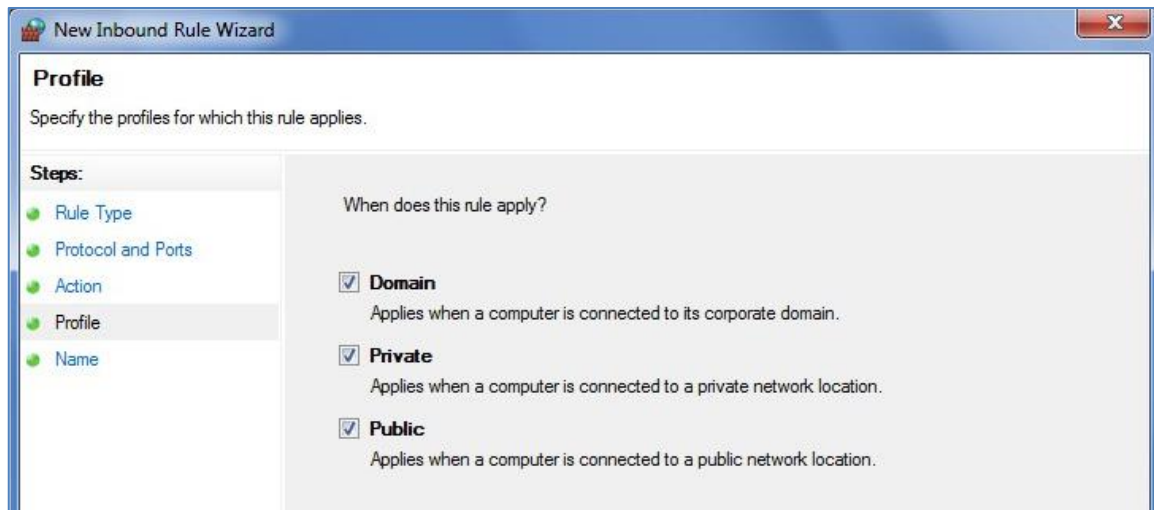 New Inbound Rule Wizard
Profile
Specify the profiles for which this rule applies.
Steps:
Rule Type
Protocol and Ports
Action
Profile
Name
When does this rule apply?
Domain
Applies when a computer is connected to its corporate domain.
Private
Applies when a computer is connected to a private network location.
Public
Applies when a computer is connected to a public network location.